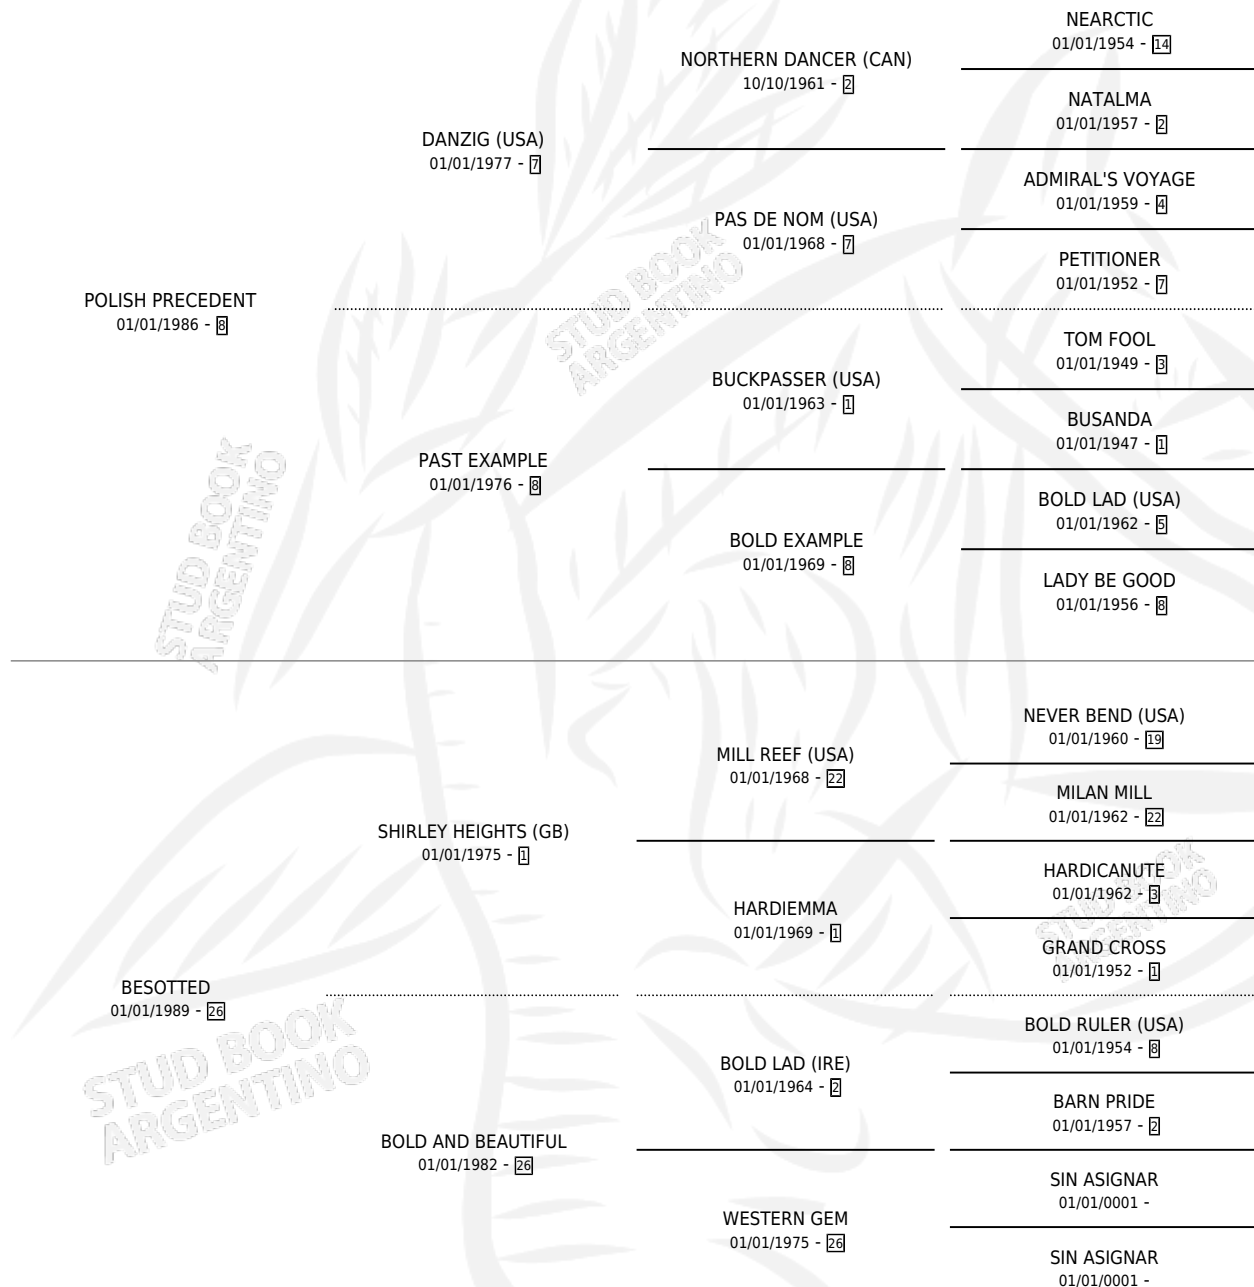 NEARCTIC
01/01/1954 - 14
NORTHERN DANCER (CAN)
10/10/1961 - 2
NATALMA
01/01/1957 - 2
DANZIG (USA)
01/01/1977 - 7
ADMIRAL'S VOYAGE
01/01/1959 - 4
PAS DE NOM (USA)
01/01/1968 - 7
PETITIONER
01/01/1952 - 7
POLISH PRECEDENT
01/01/1986 - 8
TOM FOOL
01/01/1949 - 3
BUCKPASSER (USA)
01/01/1963 - 1
BUSANDA
01/01/1947 - 1
PAST EXAMPLE
01/01/1976 - 8
BOLD LAD (USA)
01/01/1962 - 5
BOLD EXAMPLE
01/01/1969 - 8
LADY BE GOOD
01/01/1956 - 8
STUD BOOK
ARGENTINO
STUD BOOK
ARGENTINO
NEVER BEND (USA)
01/01/1960 - 19
MILL REEF (USA)
01/01/1968 - 22
MILAN MILL
01/01/1962 - 22
SHIRLEY HEIGHTS (GB)
01/01/1975 - 1
HARDICANUTE
01/01/1962 - 3
HARDIEMMA
01/01/1969 - 1
GRAND CROSS
01/01/1952 - 1
BESOTTED
01/01/1989 - 26
BOLD RULER (USA)
01/01/1954 - 8
BOLD LAD (IRE)
01/01/1964 - 2
BARN PRIDE
01/01/1957 - 2
BOLD AND BEAUTIFUL
01/01/1982 - 26
SIN ASIGNAR
01/01/0001 -
WESTERN GEM
01/01/1975 - 26
SIN ASIGNAR
01/01/0001 -
STUD BOOK
ARGENTINO
STUD BOOK
ARGENTINO